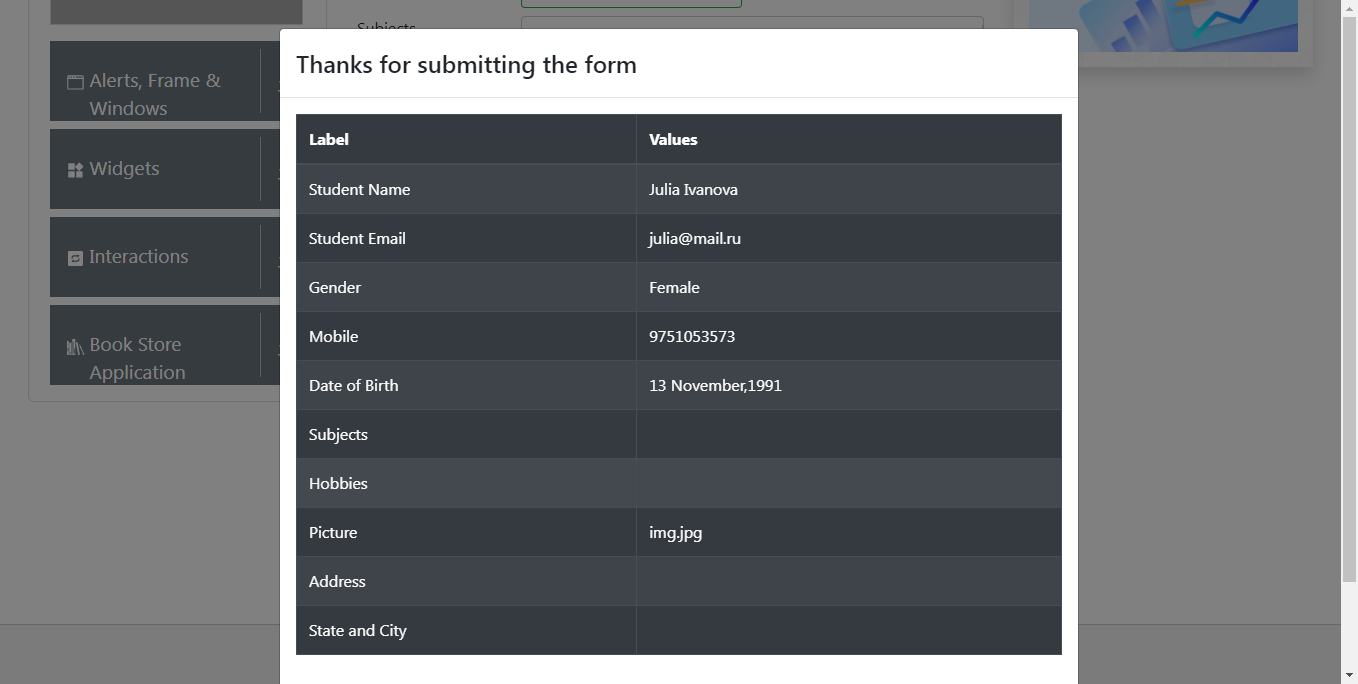 Subjects
Thanks for submitting the form
Alerts, Frame &
Windows
Widgets
Interactions
Book Store
Application
Label Values
Student Name Julia Ivanova
Student Email julia@mail.ru
Gender Female
Mobile 9751053573
Date of Birth 13 November,1991
Subjects
Hobbies
Picture img.jpg
Address
State and City